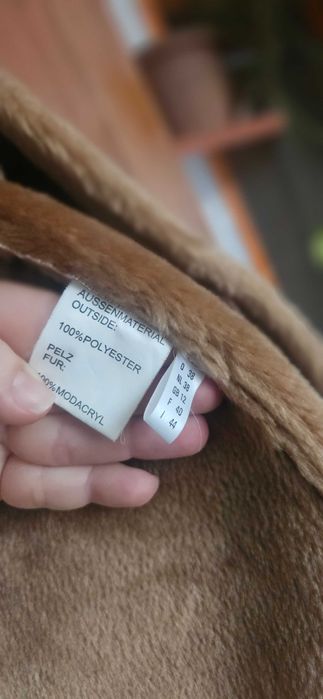 AUSSENMATERIAL
OUTSIDE:
100%POLYESTER
PELZ
FUR:
100%MODACRYL
D 38
NL 38
GB 12
F 40
I 44